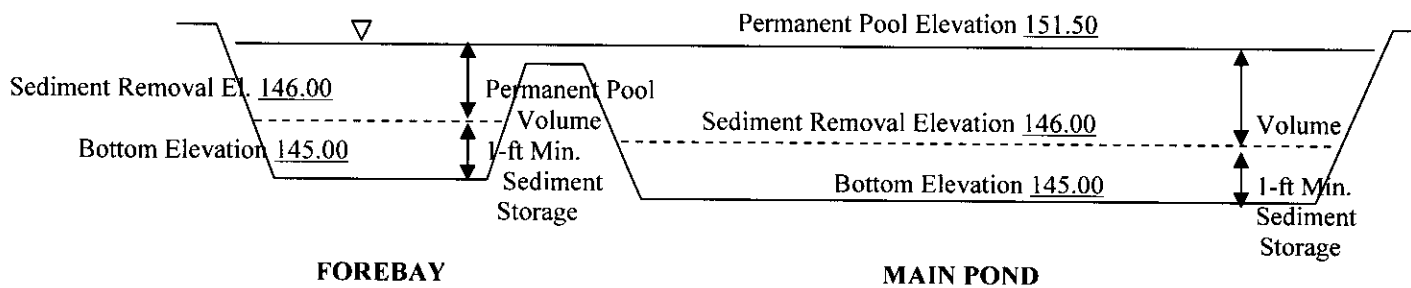 Permanent Pool Elevation 151.50
Sediment Removal El. 146.00
Permanent Pool
Volume
Sediment Removal Elevation 146.00
Volume
Bottom Elevation 145.00
1-ft Min.
Sediment
Storage
Bottom Elevation 145.00
1-ft Min.
Sediment
Storage
FOREBAY
MAIN POND